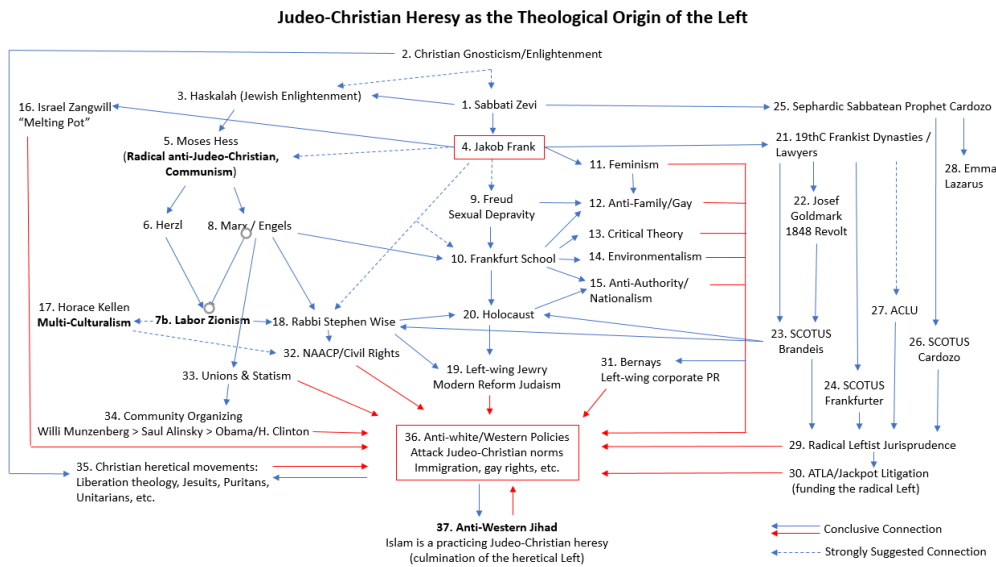 Judeo-Christian Heresy as the Theological Origin of the Left
2. Christian Gnosticism/Enlightenment
3. Haskalah (Jewish Enlightenment)
1. Sabbati Zevi
16. Israel Zangwill
“Melting Pot”
25. Sephardic Sabbatean Prophet Cardozo
5. Moses Hess
(Radical anti-Judeo-Christian,
Communism)
4. Jakob Frank
21. 19thC Frankist Dynasties /
Lawyers
11. Feminism
28. Emma
Lazarus
9. Freud
Sexual Depravity
12. Anti-Family/Gay
22. Josef
Goldmark
1848 Revolt
6. Herzl
8. Marx / Engels
13. Critical Theory
10. Frankfurt School
14. Environmentalism
15. Anti-Authority/
Nationalism
17. Horace Kellen
Multi-Culturalism
7b. Labor Zionism
18. Rabbi Stephen Wise
20. Holocaust
27. ACLU
23. SCOTUS
Brandeis
26. SCOTUS
Cardozo
32. NAACP/Civil Rights
31. Bernays
Left-wing corporate PR
33. Unions & Statism
19. Left-wing Jewry
Modern Reform Judaism
24. SCOTUS
Frankfurter
34. Community Organizing
Willi Munzenberg > Saul Alinsky > Obama/H. Clinton
36. Anti-white/Western Policies
Attack Judeo-Christian norms
Immigration, gay rights, etc.
29. Radical Leftist Jurisprudence
35. Christian heretical movements:
Liberation theology, Jesuits, Puritans,
Unitarians, etc.
30. ATLA/Jackpot Litigation
(funding the radical Left)
37. Anti-Western Jihad
Islam is a practicing Judeo-Christian heresy
(culmination of the heretical Left)
Conclusive Connection
Strongly Suggested Connection